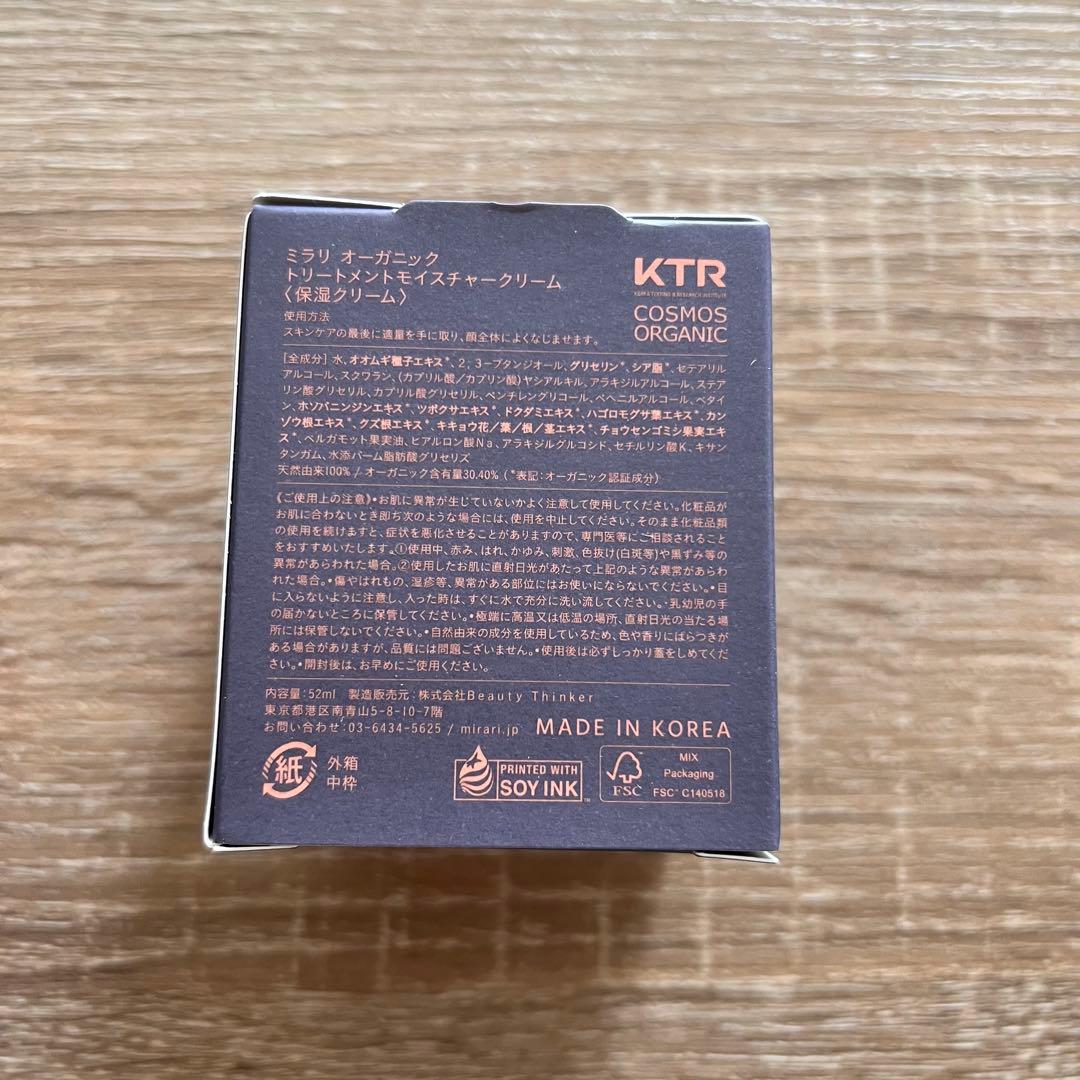 ミラリ オーガニック
トリートメントモイスチャークリーム
〈保湿クリーム〉
KTR
KOREA TESTING & RESEARCH INSTITUTE
COSMOS
ORGANIC
使用方法
スキンケアの最後に適量を手に取り、顔全体によくなじませます。
[全成分] 水、オオムギ種子エキス*、2, 3-ブタンジオール、グリセリン*、シア脂*、セテアリル
アルコール、スクワラン、(カプリル酸/カプリン酸)ヤシアルキル、アラキジルアルコール、ステア
リン酸グリセリル、カプリル酸グリセリル、ペンチレングリコール、ベヘニルアルコール、ベタイ
ン、ホソバニンジンエキス*、ツボクサエキス*、ドクダミエキス*、ハゴロモグサ葉エキス*、カン
ゾウ根エキス*、クズ根エキス*、キキョウ花/葉/根/茎エキス*、チョウセンゴミシ果実エキ
ス*、ベルガモット果実油、ヒアルロン酸Na、アラキジルグルコシド、セチルリン酸K、キサン
タンガム、水添パーム脂肪酸グリセリズ
天然由来100% / オーガニック含有量30.40% (*表記:オーガニック認証成分)
《ご使用上の注意》•お肌に異常が生じていないかよく注意して使用してください。化粧品が
お肌に合わないとき即ち次のような場合には、使用を中止してください。そのまま化粧品類
の使用を続けますと、症状を悪化させることがありますので、専門医等にご相談されること
をおすすめいたします。①使用中、赤み、はれ、かゆみ、刺激、色抜け(白斑等)や黒ずみ等の
異常があらわれた場合。②使用したお肌に直射日光があたって上記のような異常があらわ
れた場合。•傷やはれもの、湿疹等、異常がある部位にはお使いにならないでください。•目
に入らないように注意し、入った時は、すぐに水で充分に洗い流してください。•乳幼児の手
の届かないところに保管してください。•極端に高温又は低温の場所、直射日光の当たる場
所には保管しないでください。•自然由来の成分を使用しているため、色や香りにばらつきが
ある場合がありますが、品質には問題ございません。•使用後は必ずしっかり蓋をしめてくだ
さい。•開封後は、お早めにご使用ください。
内容量:52ml 製造販売元:株式会社Beauty Thinker
東京都港区南青山5-8-10-7階
お問い合わせ:03-6434-5625 / mirari.jp MADE IN KOREA
紙
外箱
中枠
PRINTED WITH
SOY INK™
FSC
MIX
Packaging
FSC™ C140518